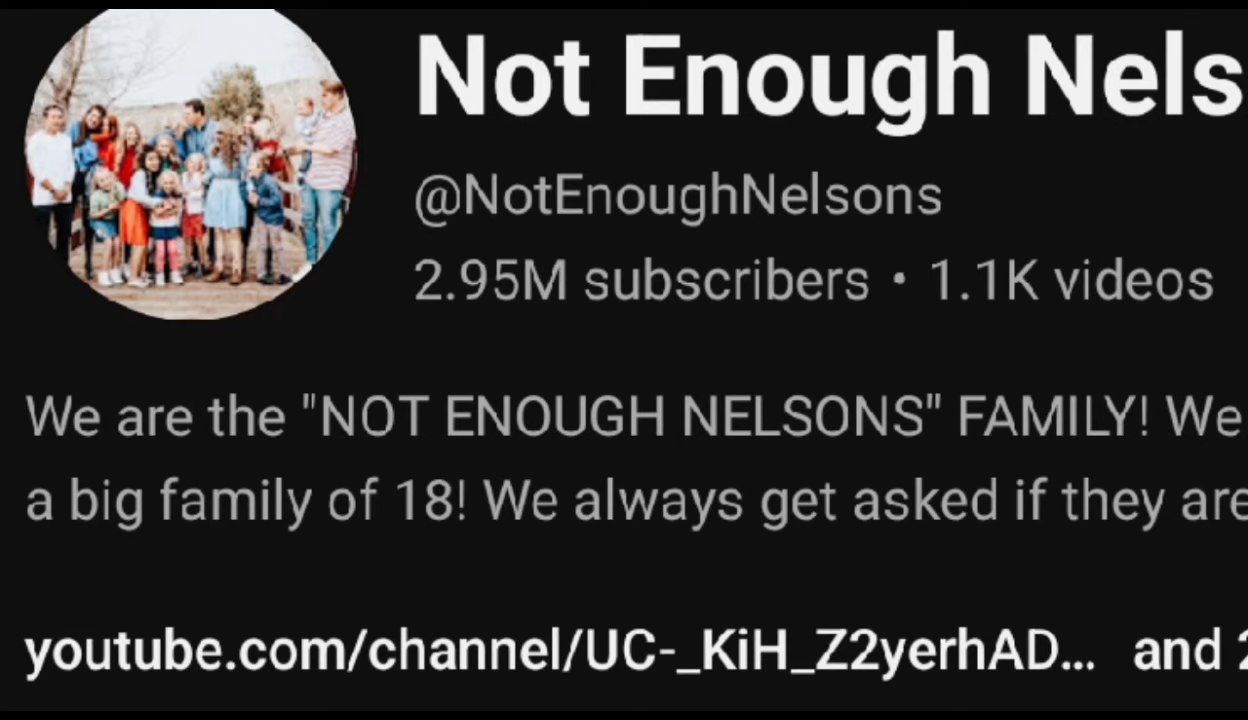 Not Enough Nels
@NotEnoughNelsons
2.95M subscribers • 1.1K videos
We are the "NOT ENOUGH NELSONS" FAMILY! We
a big family of 18! We always get asked if they are
youtube.com/channel/UC-_KiH_Z2yerhAD... and 2